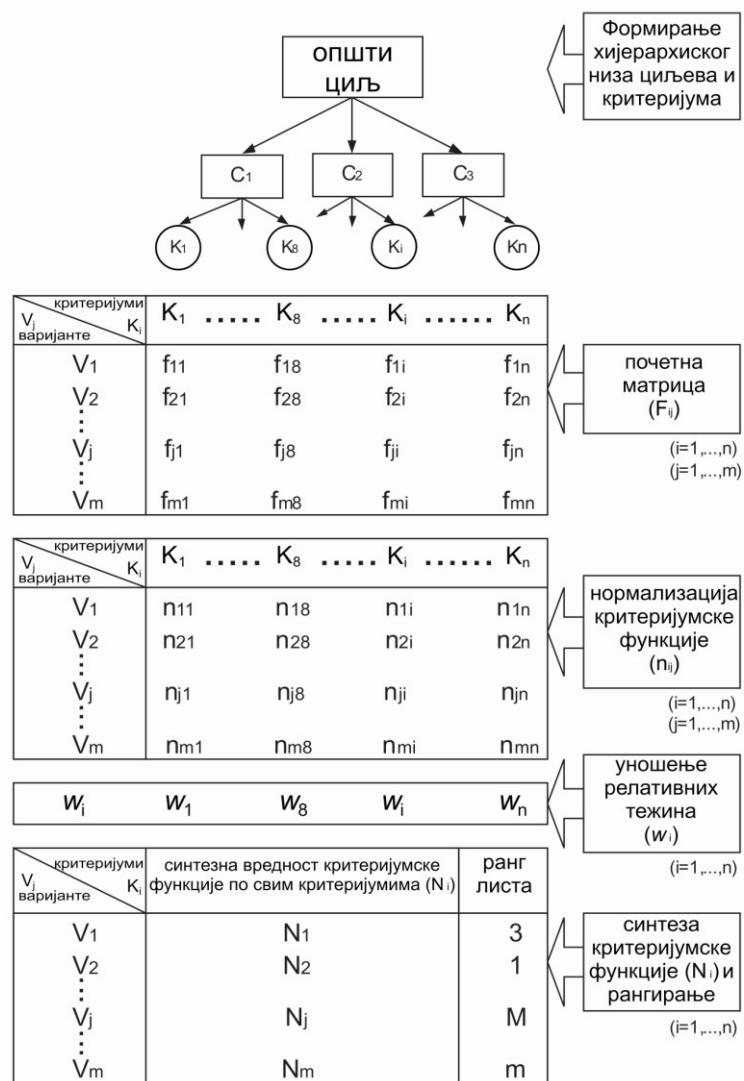 ОПШТИ
ЦИЉ
Формирање
хијерархиског
низа циљева и
критеријума
C1 C2 C3
K1 K8 Ki Kn
критеријуми
Vj Ki
варијанте
K1 ..... K8 ..... Ki ...... Kn
V1 f11 f18 f1i f1n
V2 f21 f28 f2i f2n
Vj fj1 fj8 fji fjn
Vm fm1 fm8 fmi fmn
почетна
матрица
(Fij)
(i=1,...,n)
(j=1,...,m)
критеријуми
Vj Ki
варијанте
K1 ..... K8 ..... Ki ...... Kn
V1 n11 n18 n1i n1n
V2 n21 n28 n2i n2n
Vj nj1 nj8 nji njn
Vm nm1 nm8 nmi nmn
нормализација
критеријумске
функције
(nij)
(i=1,...,n)
(j=1,...,m)
wi w1 w8 wi wn
уношење
релативних
тежина
(wi)
(i=1,...,n)
критеријуми
Vj Ki
варијанте
синтезна вредност критеријумске
функције по свим критеријумима (Ni)
ранг
листа
V1 N1 3
V2 N2 1
Vj Nj M
Vm Nm m
синтеза
критеријумске
функције (Ni) и
рангирање
(i=1,...,n)